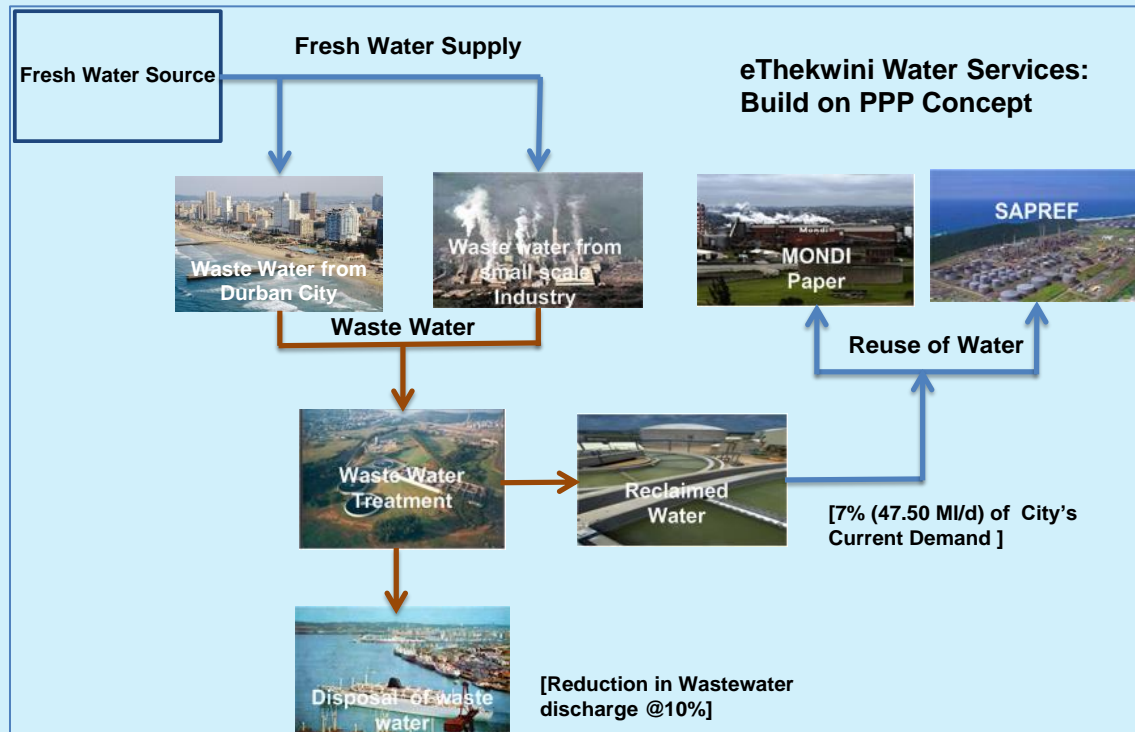 Fresh Water Supply
Fresh Water Source
eThekwini Water Services:
Build on PPP Concept
Waste Water from
Durban City
Waste water from
small scale
Industry
Mondi
MONDI
Paper
SAPREF
Waste Water
Reuse of Water
Waste Water
Treatment
Reclaimed
Water
[7% (47.50 Ml/d) of City's
Current Demand ]
Disposal of waste
water
[Reduction in Wastewater
discharge @10%]